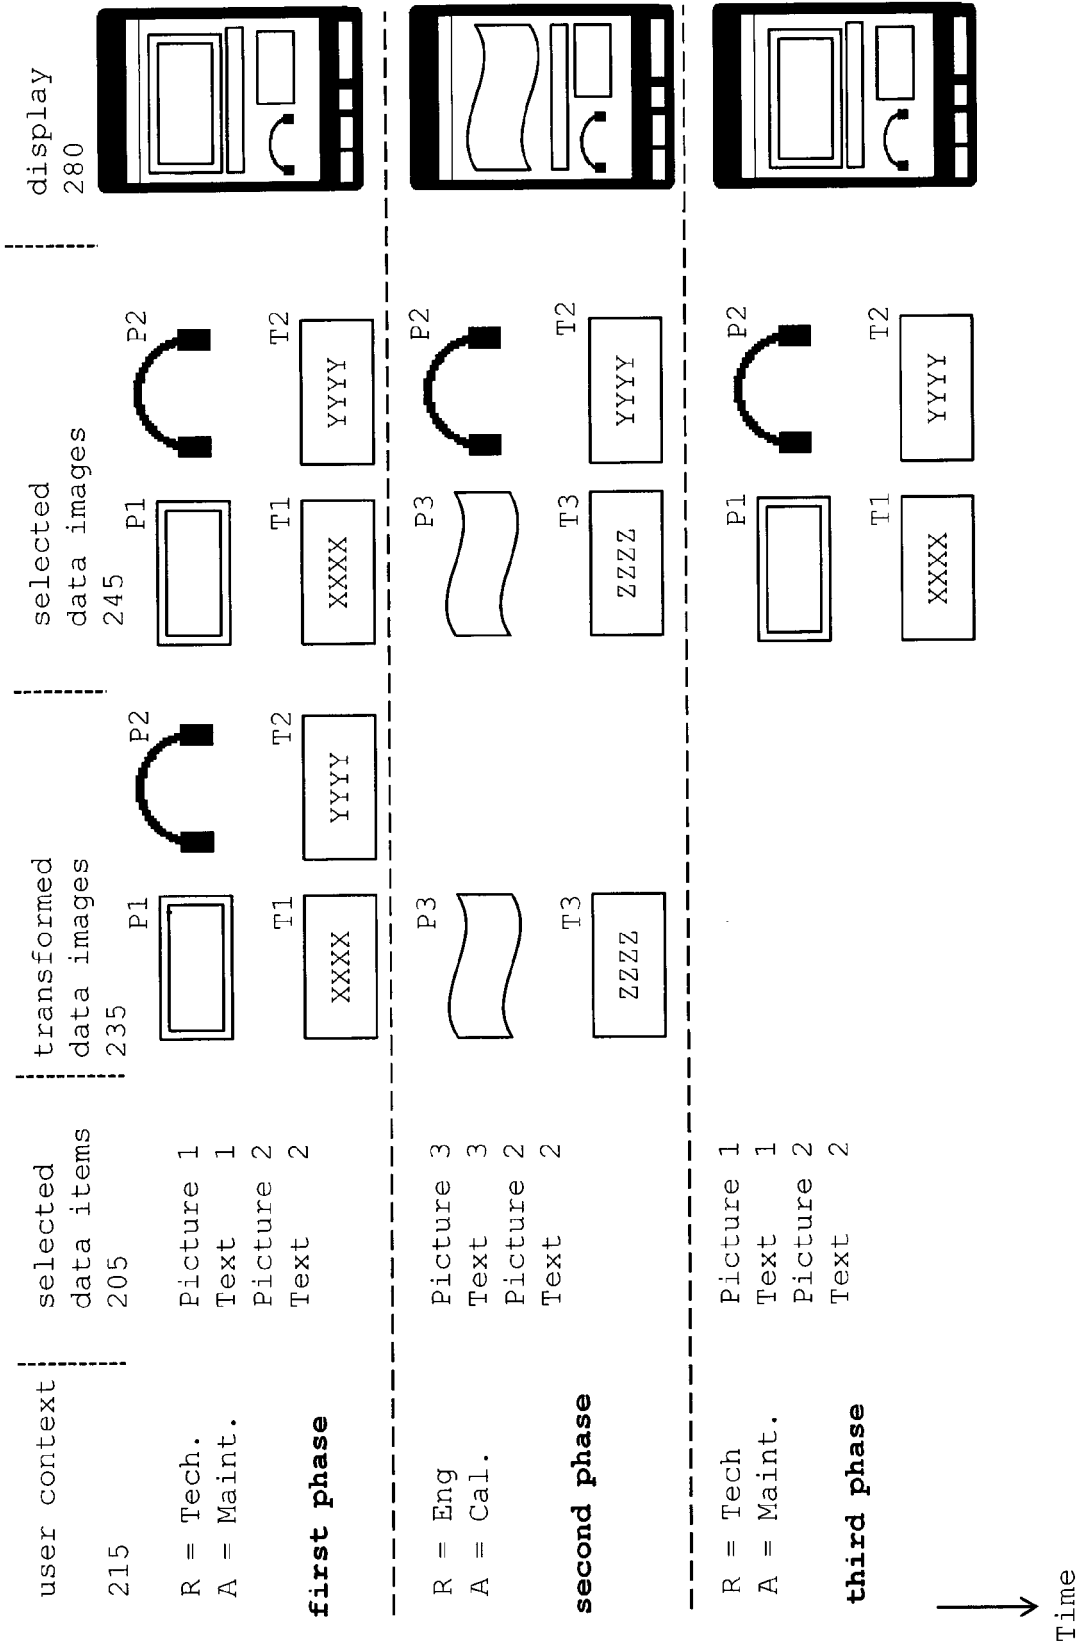 user context
215
selected
data items
205
transformed
data images
235
selected
data images
245
display
280
R = Tech.
A = Maint.
first phase
Picture 1
Text 1
Picture 2
Text 2
P1
P2
T1
T2
XXXX
YYYY
P1
P2
T1
T2
XXXX
YYYY
R = Eng
A = Cal.
second phase
Picture 3
Text 3
Picture 2
Text 2
P3
T3
ZZZZ
P3
P2
T3
T2
ZZZZ
YYYY
R = Tech
A = Maint.
third phase
Picture 1
Text 1
Picture 2
Text 2
P1
P2
T1
T2
XXXX
YYYY
Time